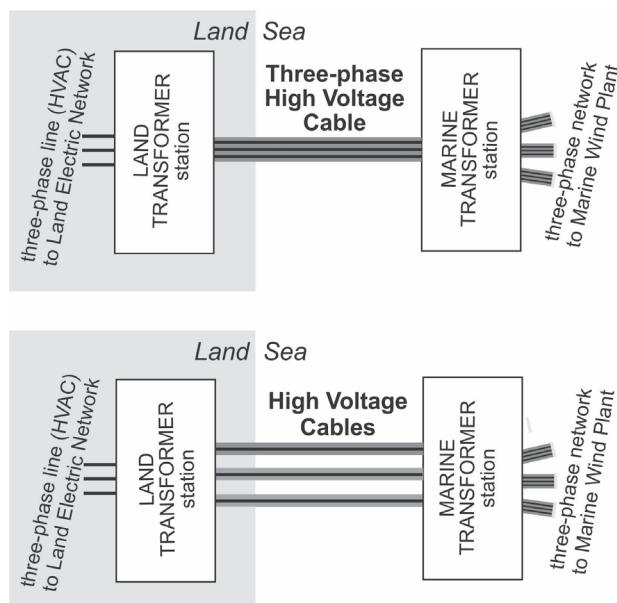 Land Sea
three-phase line (HVAC)
to Land Electric Network
LAND
TRANSFORMER
station
Three-phase
High Voltage
Cable
MARINE
TRANSFORMER
station
three-phase network
to Marine Wind Plant
Land Sea
three-phase line (HVAC)
to Land Electric Network
LAND
TRANSFORMER
station
High Voltage
Cables
MARINE
TRANSFORMER
station
three-phase network
to Marine Wind Plant